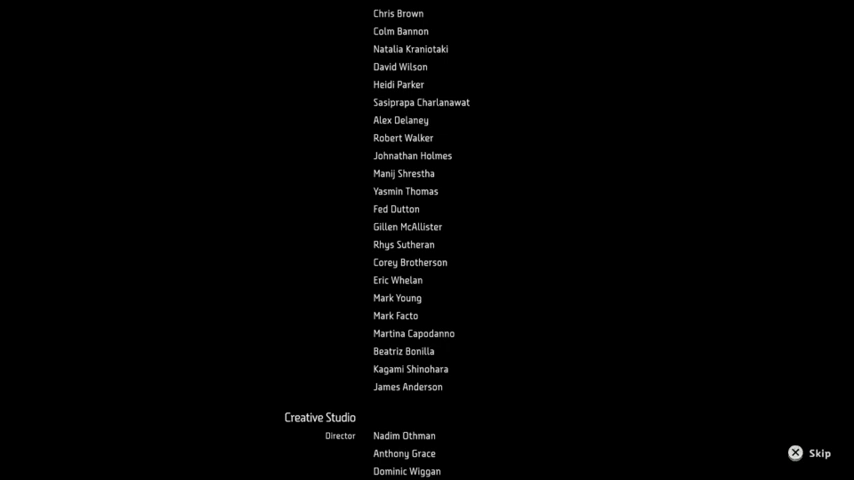 Chris Brown
Colm Bannon
Natalia Kraniotaki
David Wilson
Heidi Parker
Sasiprapa Charlanawat
Alex Delaney
Robert Walker
Johnathan Holmes
Manij Shrestha
Yasmin Thomas
Fed Dutton
Gillen McAllister
Rhys Sutheran
Corey Brotherson
Eric Whelan
Mark Young
Mark Facto
Martina Capodanno
Beatriz Bonilla
Kagami Shinohara
James Anderson
Creative Studio
Director Nadim Othman
Anthony Grace
Dominic Wiggan
Skip